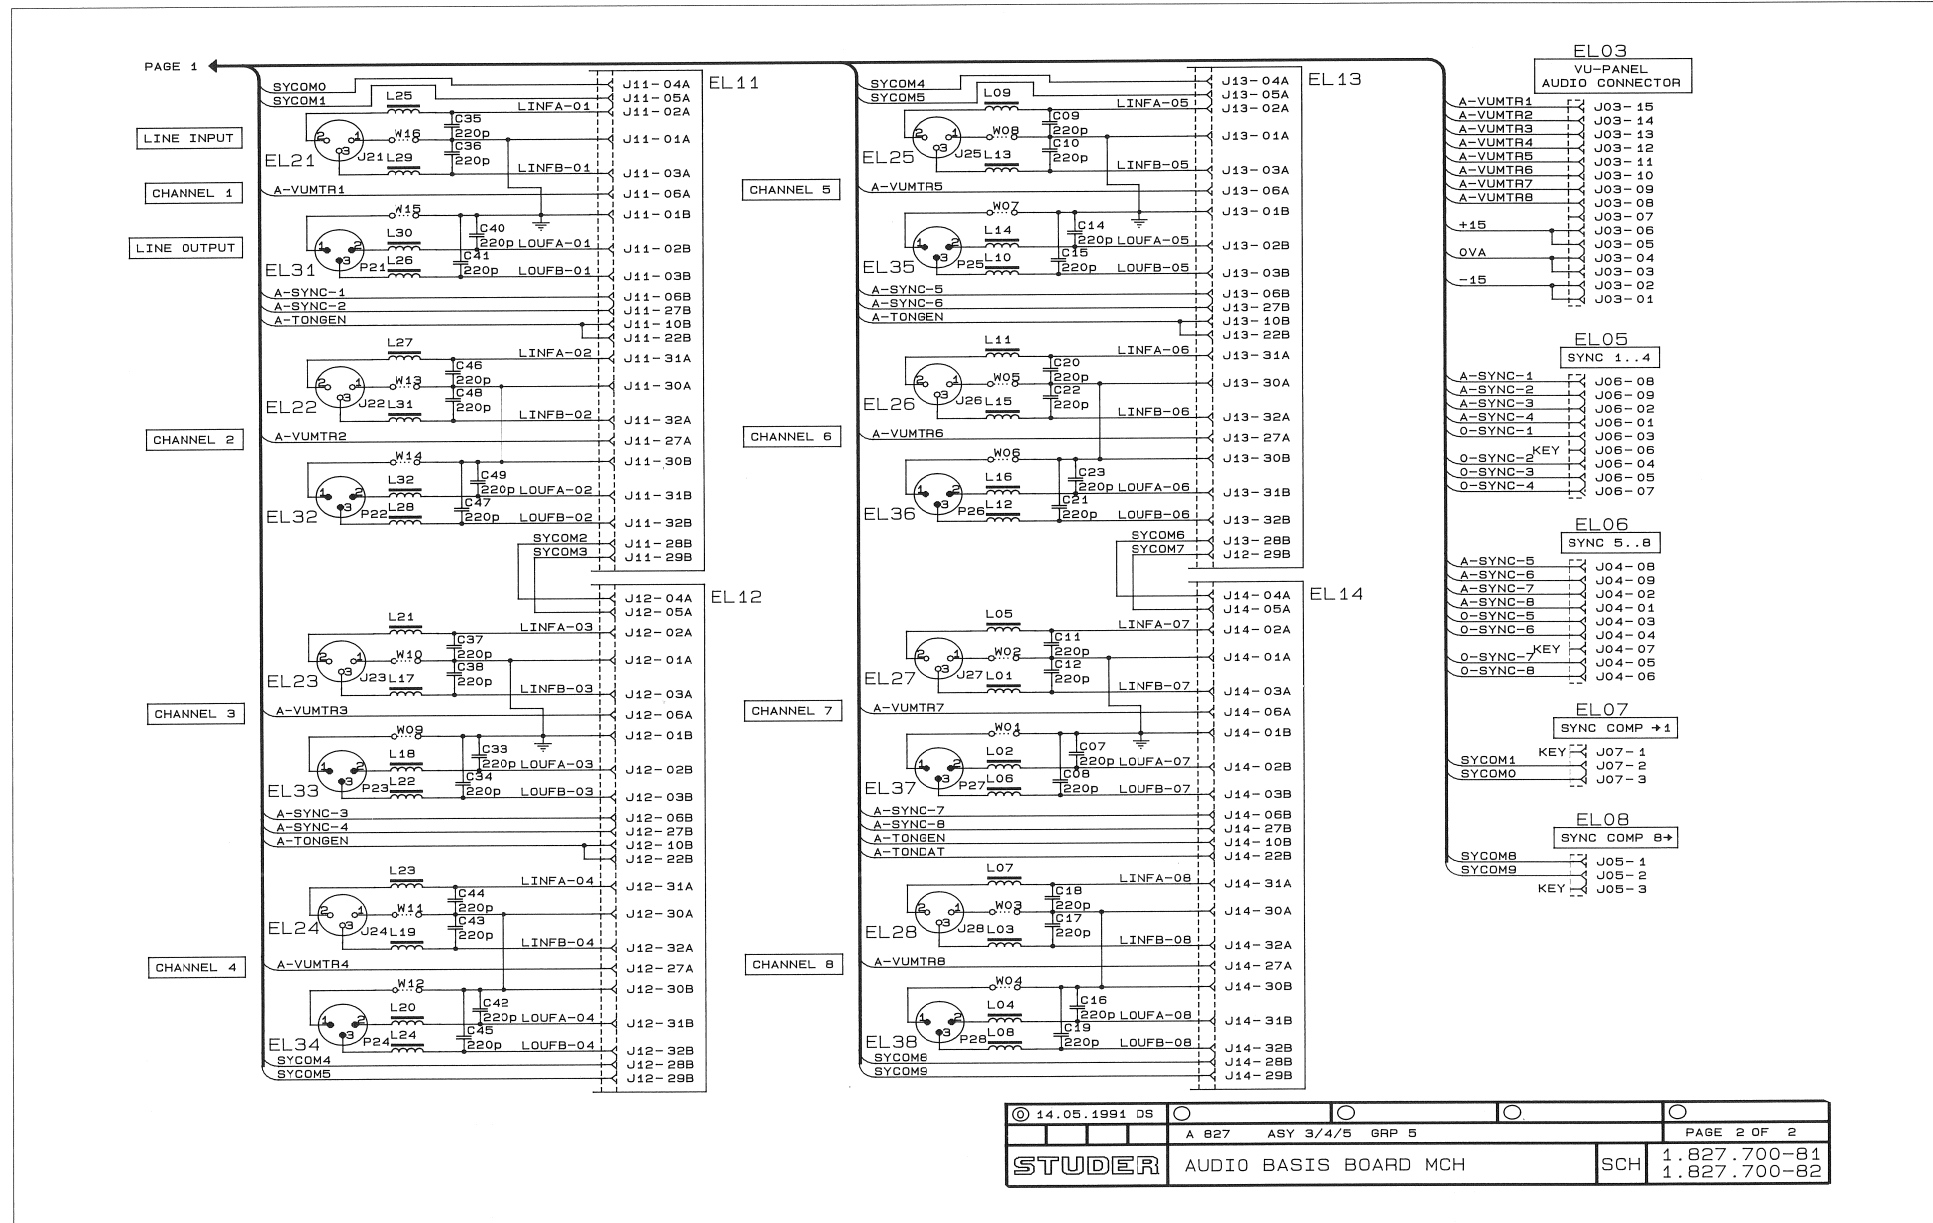 PAGE 1
LINE INPUT
CHANNEL 1
LINE OUTPUT
CHANNEL 2
CHANNEL 3
CHANNEL 4
SYCOM0
SYCOM1
L25
LINFA-01
C35
220p
W16
C36
220p
EL21
J21
L29
LINFB-01
A-VUMTR1
W15
L30
C40
220p
LOUFA-01
C41
220p
EL31
P21
L26
LOUFB-01
A-SYNC-1
A-SYNC-2
A-TONGEN
L27
LINFA-02
C46
220p
W13
C48
220p
EL22
J22
L31
LINFB-02
A-VUMTR2
W14
L32
C49
220p
LOUFA-02
C47
220p
EL32
P22
L28
LOUFB-02
SYCOM2
SYCOM3
EL11
J11-04A
J11-05A
J11-02A
J11-01A
J11-03A
J11-06A
J11-01B
J11-02B
J11-03B
J11-06B
J11-27B
J11-10B
J11-22B
J11-31A
J11-30A
J11-32A
J11-27A
J11-30B
J11-31B
J11-32B
J11-28B
J11-29B
L21
LINFA-03
C37
220p
W10
C38
220p
EL23
J23
L17
LINFB-03
A-VUMTR3
W09
L18
C33
220p
LOUFA-03
C34
220p
EL33
P23
L22
LOUFB-03
A-SYNC-3
A-SYNC-4
A-TONGEN
L23
LINFA-04
C44
220p
W11
C43
220p
EL24
J24
L19
LINFB-04
A-VUMTR4
W12
L20
C42
220p
LOUFA-04
C45
220p
EL34
P24
L24
LOUFB-04
SYCOM4
SYCOM5
EL12
J12-04A
J12-05A
J12-02A
J12-01A
J12-03A
J12-06A
J12-01B
J12-02B
J12-03B
J12-06B
J12-27B
J12-10B
J12-22B
J12-31A
J12-30A
J12-32A
J12-27A
J12-30B
J12-31B
J12-32B
J12-28B
J12-29B
CHANNEL 5
CHANNEL 6
CHANNEL 7
CHANNEL 8
SYCOM4
SYCOM5
L09
LINFA-05
C09
220p
W08
C10
220p
EL25
J25
L13
LINFB-05
A-VUMTR5
W07
L14
C14
220p
LOUFA-05
C15
220p
EL35
P25
L10
LOUFB-05
A-SYNC-5
A-SYNC-6
A-TONGEN
L11
LINFA-06
C20
220p
W05
C22
220p
EL26
J26
L15
LINFB-06
A-VUMTR6
W06
L16
C23
220p
LOUFA-06
C21
220p
EL36
P26
L12
LOUFB-06
SYCOM6
SYCOM7
EL13
J13-04A
J13-05A
J13-02A
J13-01A
J13-03A
J13-06A
J13-01B
J13-02B
J13-03B
J13-06B
J13-27B
J13-10B
J13-22B
J13-31A
J13-30A
J13-32A
J13-27A
J13-30B
J13-31B
J13-32B
J13-28B
J12-29B
L05
LINFA-07
C11
220p
W02
C12
220p
EL27
J27
L01
LINFB-07
A-VUMTR7
W01
L02
C07
220p
LOUFA-07
C08
220p
EL37
P27
L06
LOUFB-07
A-SYNC-7
A-SYNC-8
A-TONGEN
A-TONDAT
L07
LINFA-08
C18
220p
W03
C17
220p
EL28
J28
L03
LINFB-08
A-VUMTR8
W04
L04
C16
220p
LOUFA-08
C19
220p
EL38
P28
L08
LOUFB-08
SYCOM8
SYCOM9
EL14
J14-04A
J14-05A
J14-02A
J14-01A
J14-03A
J14-06A
J14-01B
J14-02B
J14-03B
J14-06B
J14-27B
J14-10B
J14-22B
J14-31A
J14-30A
J14-32A
J14-27A
J14-30B
J14-31B
J14-32B
J14-28B
J14-29B
EL03
VU-PANEL
AUDIO CONNECTOR
A-VUMTR1 J03-15
A-VUMTR2 J03-14
A-VUMTR3 J03-13
A-VUMTR4 J03-12
A-VUMTR5 J03-11
A-VUMTR6 J03-10
A-VUMTR7 J03-09
A-VUMTR8 J03-08
J03-07
+15 J03-06
J03-05
0VA J03-04
J03-03
-15 J03-02
J03-01
EL05
SYNC 1..4
A-SYNC-1 J06-08
A-SYNC-2 J06-09
A-SYNC-3 J06-02
A-SYNC-4 J06-01
O-SYNC-1 J06-03
KEY J06-06
O-SYNC-2 J06-04
O-SYNC-3 J06-05
O-SYNC-4 J06-07
EL06
SYNC 5..8
A-SYNC-5 J04-08
A-SYNC-6 J04-09
A-SYNC-7 J04-02
A-SYNC-8 J04-01
O-SYNC-5 J04-03
O-SYNC-6 J04-04
KEY J04-07
O-SYNC-7 J04-05
O-SYNC-8 J04-06
EL07
SYNC COMP →1
KEY J07-1
SYCOM1 J07-2
SYCOM0 J07-3
EL08
SYNC COMP 8→
SYCOM8 J05-1
SYCOM9 J05-2
KEY J05-3
14.05.1991 DS
A 827 ASY 3/4/5 GRP 5
PAGE 2 OF 2
STUDER
AUDIO BASIS BOARD MCH
SCH
1.827.700-81
1.827.700-82